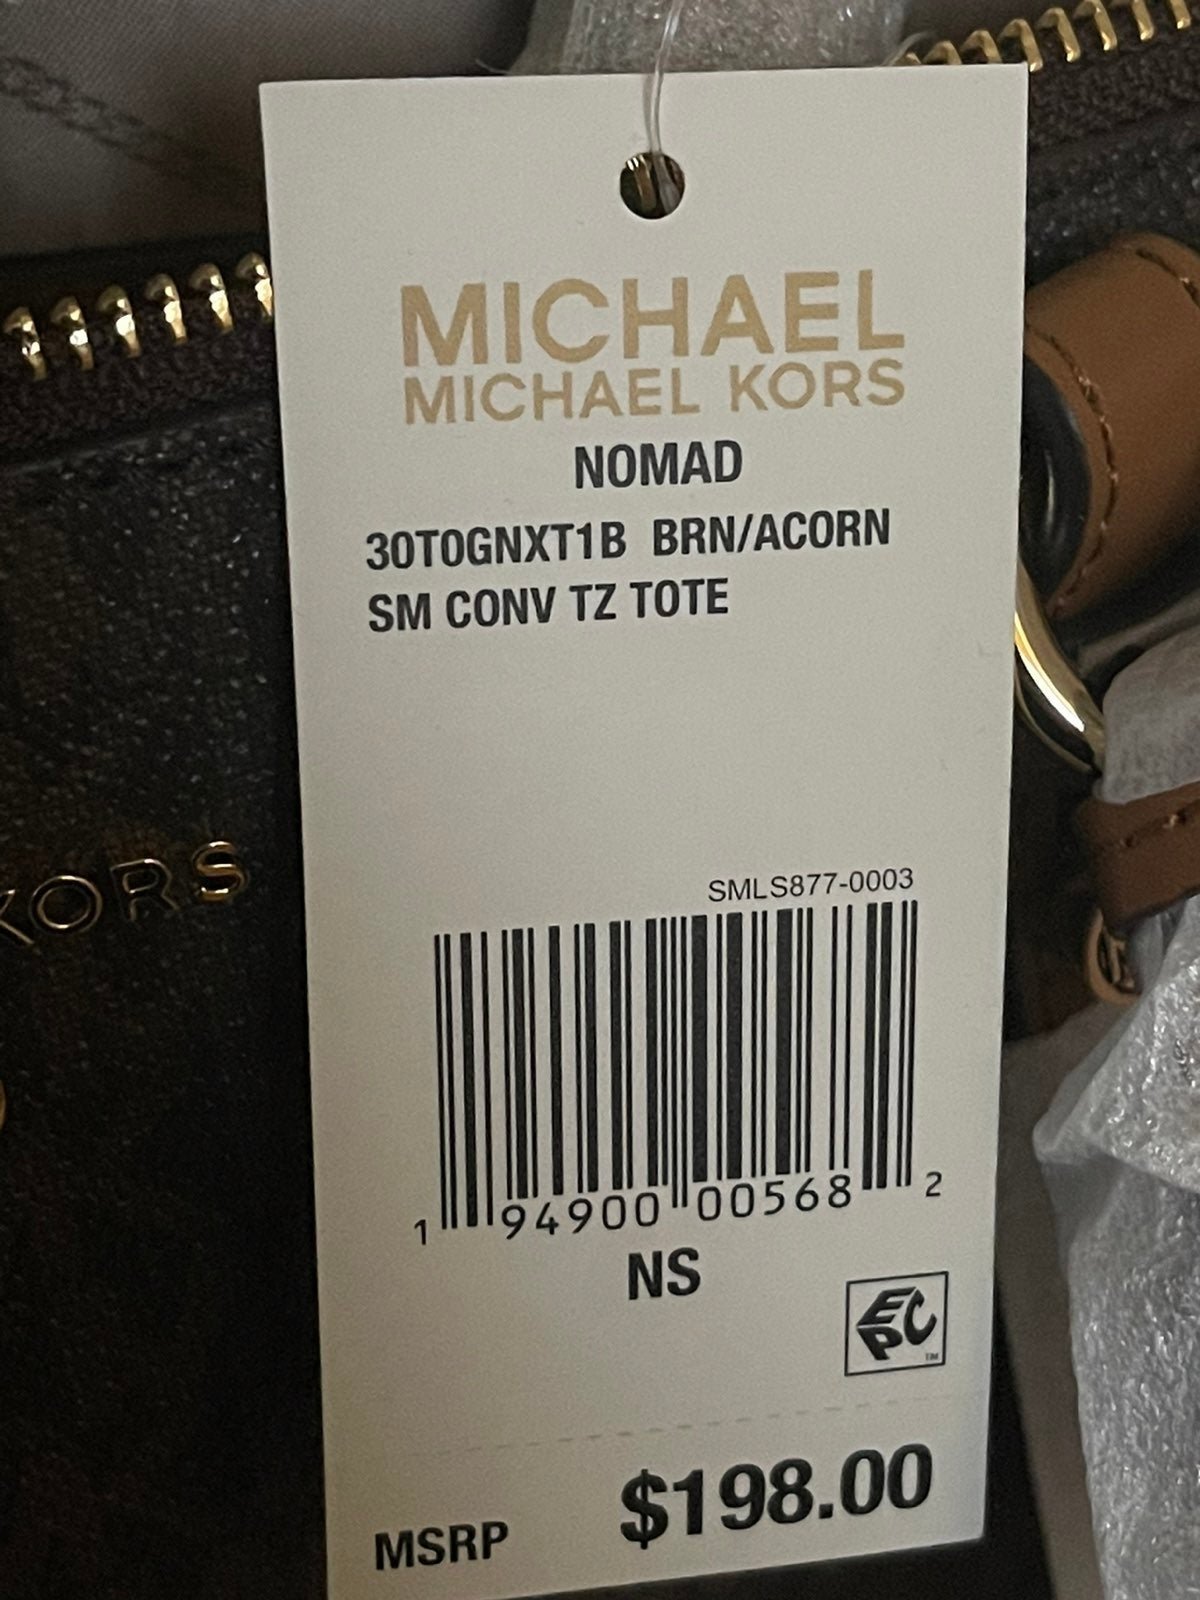 MICHAEL
MICHAEL KORS
NOMAD
30T0GNXT1B BRN/ACORN
SM CONV TZ TOTE
KORS
SMLS877-0003
1 94900 00568 2
NS
EPC
TM
MSRP $198.00